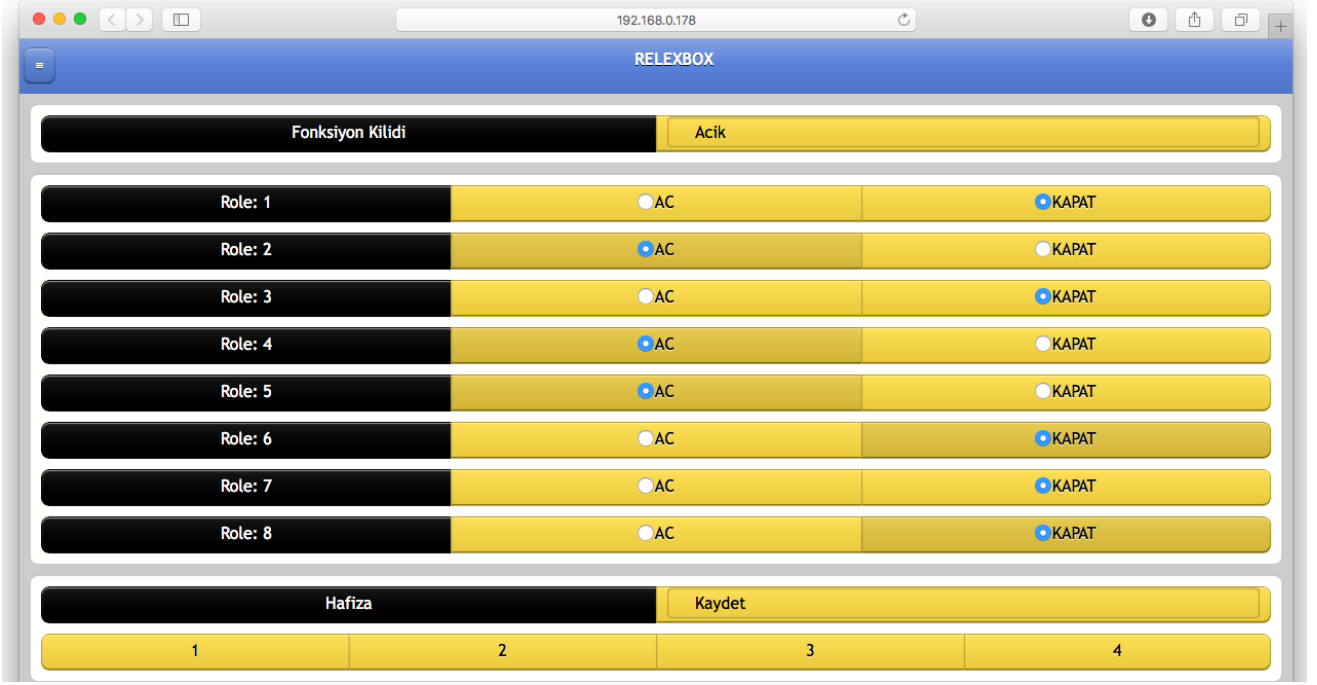 192.168.0.178
RELEXBOX
Fonksiyon Kilidi Acik
Role: 1 AC KAPAT
Role: 2 AC KAPAT
Role: 3 AC KAPAT
Role: 4 AC KAPAT
Role: 5 AC KAPAT
Role: 6 AC KAPAT
Role: 7 AC KAPAT
Role: 8 AC KAPAT
Hafiza Kaydet
1 2 3 4